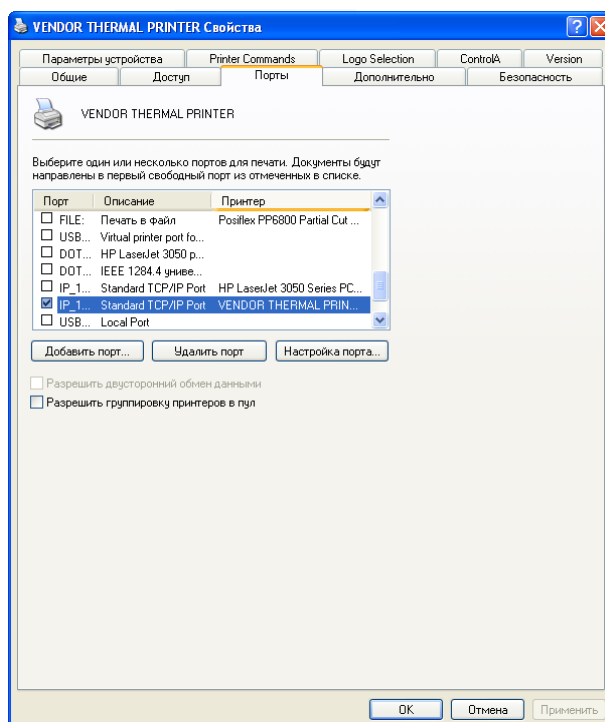 VENDOR THERMAL PRINTER Свойства
Параметры устройства Printer Commands Logo Selection ControlA Version
Общие Доступ Порты Дополнительно Безопасность
VENDOR THERMAL PRINTER
Выберите один или несколько портов для печати. Документы будут
направлены в первый свободный порт из отмеченных в списке.
Порт Описание Принтер
FILE: Печать в файл Posiflex PP6800 Partial Cut ...
USB... Virtual printer port fo...
DOT... HP LaserJet 3050 p...
DOT... IEEE 1284.4 униве...
IP_1... Standard TCP/IP Port HP LaserJet 3050 Series PC...
IP_1... Standard TCP/IP Port VENDOR THERMAL PRIN...
USB... Local Port
Добавить порт... Удалить порт Настройка порта...
Разрешить двусторонний обмен данными
Разрешить группировку принтеров в пул
OK Отмена Применить